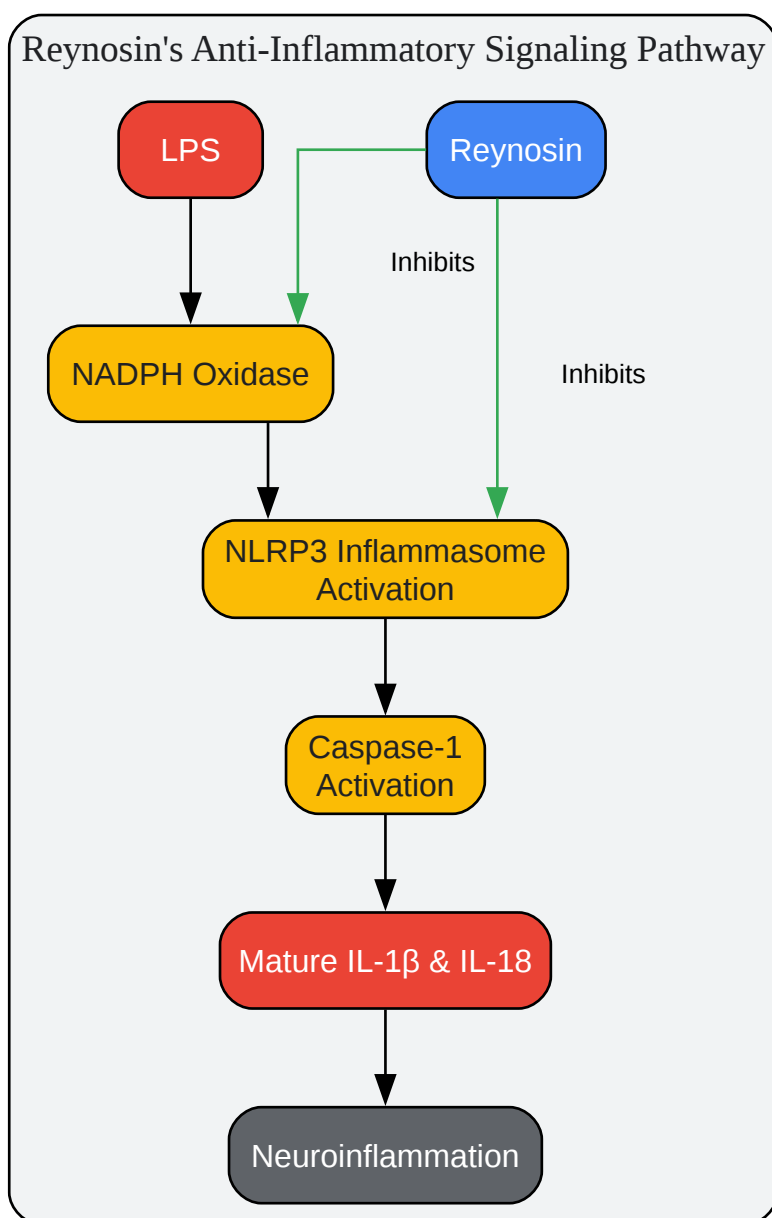 Reynosin's Anti-Inflammatory Signaling Pathway
LPS
Reynosin
Inhibits
NADPH Oxidase
Inhibits
NLRP3 Inflammasome
Activation
Caspase-1
Activation
Mature IL-1β & IL-18
Neuroinflammation